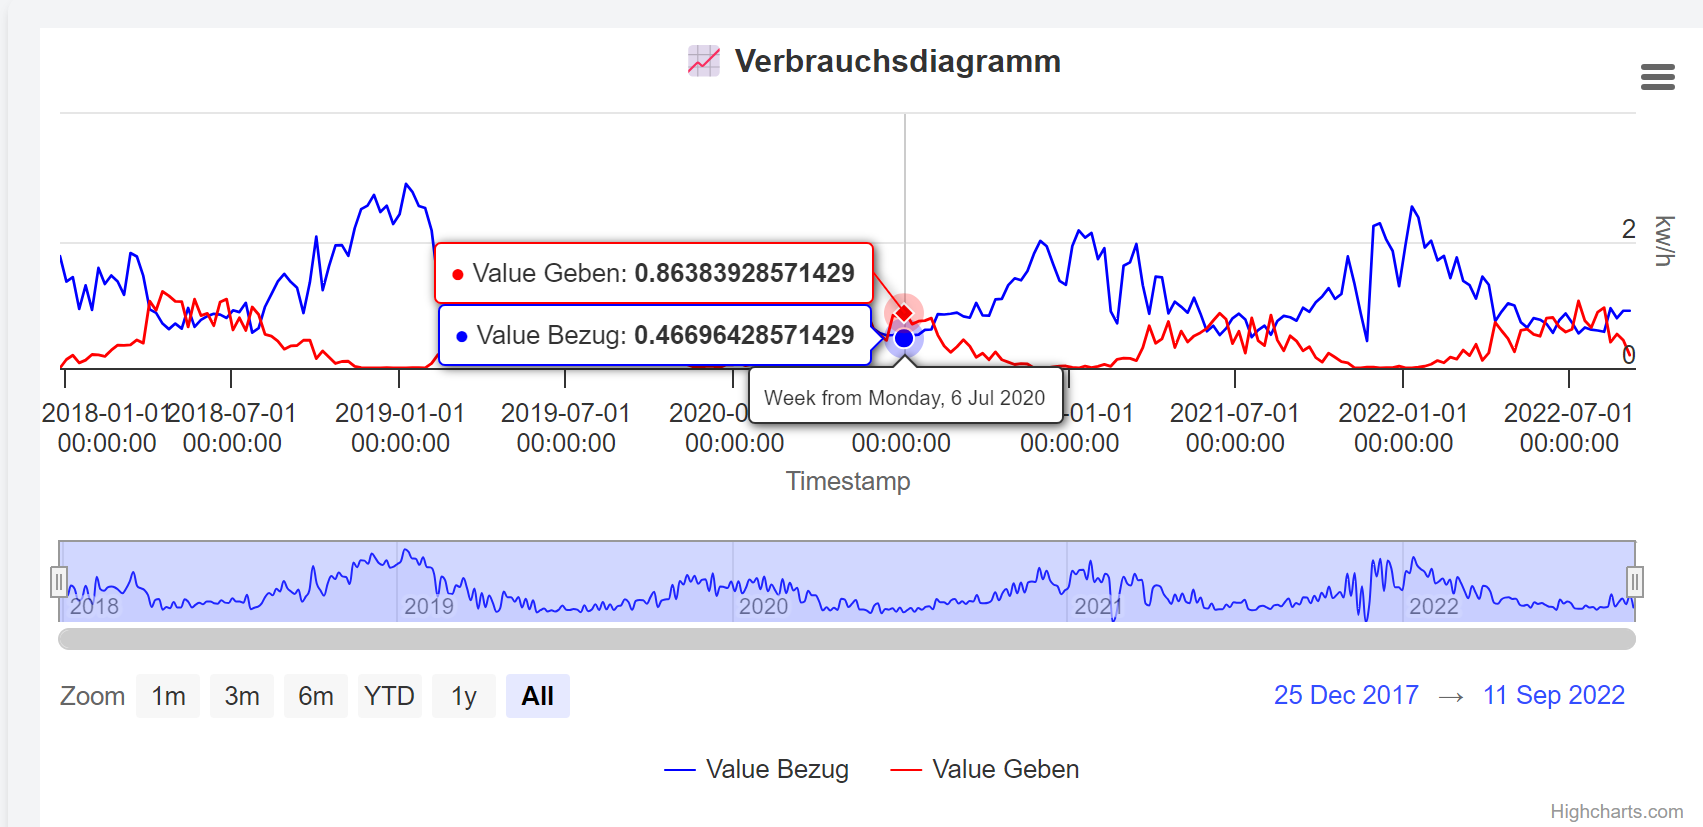 Verbrauchsdiagramm
2
kw/h
0
Value Geben: 0.86383928571429
Value Bezug: 0.46696428571429
Week from Monday, 6 Jul 2020
2018-01-01
00:00:00
2018-07-01
00:00:00
2019-01-01
00:00:00
2019-07-01
00:00:00
2020-0
00:00:00
00:00:00
-01-01
00:00:00
2021-07-01
00:00:00
2022-01-01
00:00:00
2022-07-01
00:00:00
Timestamp
2018
2019
2020
2021
2022
Zoom 1m 3m 6m YTD 1y All
25 Dec 2017 → 11 Sep 2022
Value Bezug Value Geben
Highcharts.com